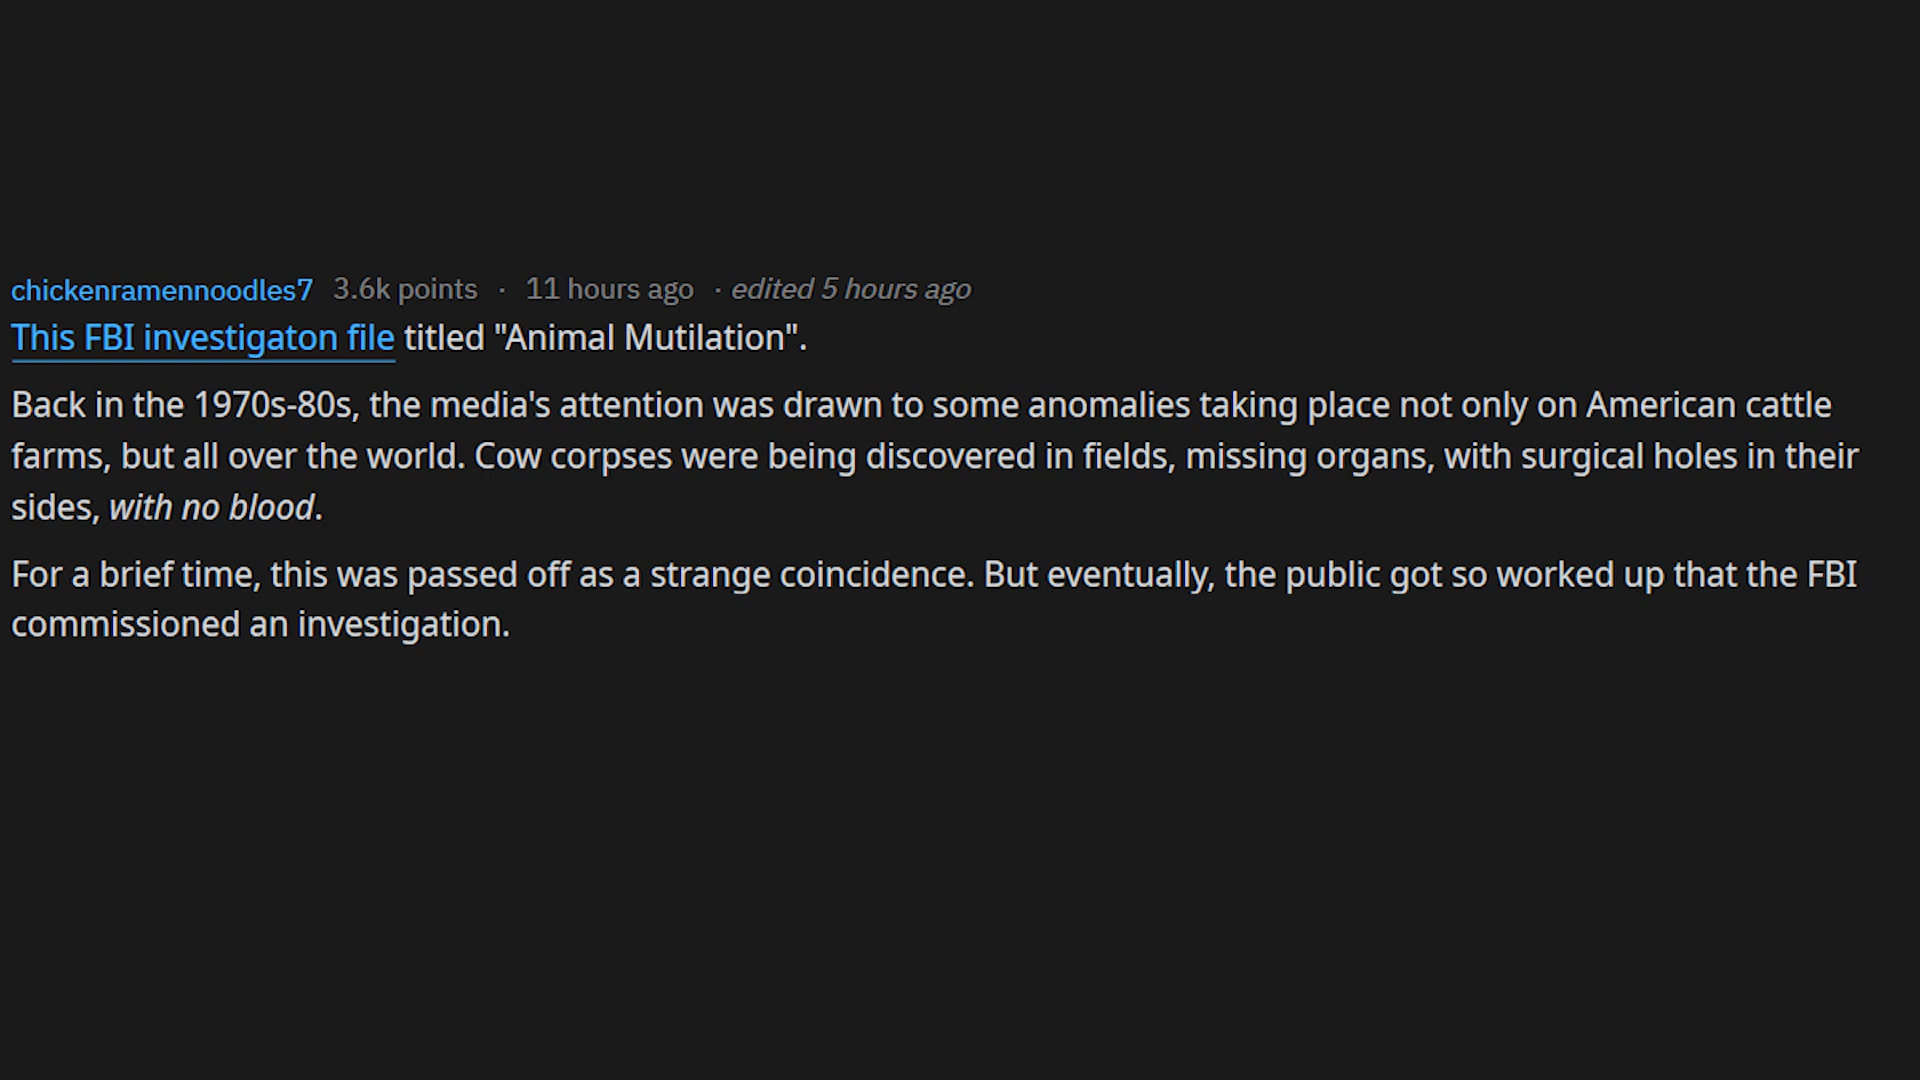 chickenramennoodles7 3.6k points · 11 hours ago · edited 5 hours ago
This FBI investigaton file titled "Animal Mutilation".
Back in the 1970s-80s, the media's attention was drawn to some anomalies taking place not only on American cattle
farms, but all over the world. Cow corpses were being discovered in fields, missing organs, with surgical holes in their
sides, with no blood.
For a brief time, this was passed off as a strange coincidence. But eventually, the public got so worked up that the FBI
commissioned an investigation.